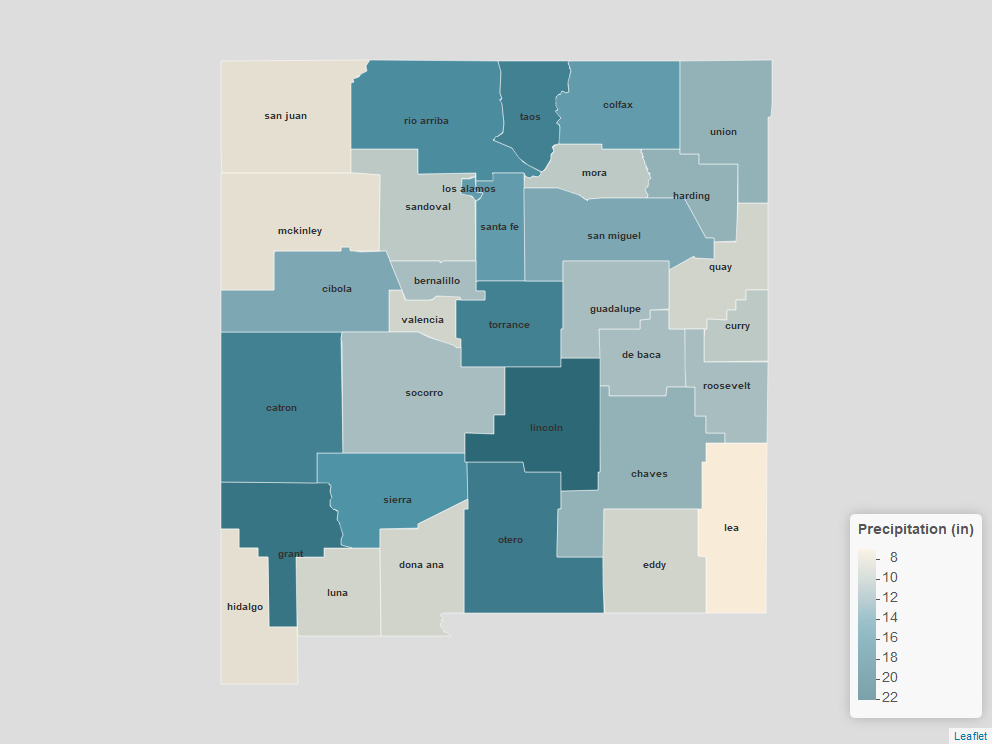 san juan
rio arriba
taos
colfax
union
mora
los alamos
harding
sandoval
santa fe
mckinley
san miguel
quay
bernalillo
cibola
guadalupe
valencia
torrance
curry
de baca
roosevelt
socorro
catron
lincoln
chaves
sierra
lea
otero
grant
dona ana
eddy
luna
hidalgo
Precipitation (in)
8
10
12
14
16
18
20
22
Leaflet